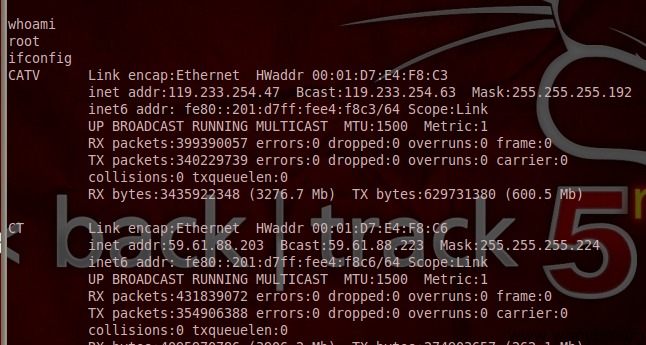 whoami
root
ifconfig
CATV Link encap:Ethernet HWaddr 00:01:D7:E4:F8:C3
inet addr:119.233.254.47 Bcast:119.233.254.63 Mask:255.255.255.192
inet6 addr: fe80::201:d7ff:fee4:f8c3/64 Scope:Link
UP BROADCAST RUNNING MULTICAST MTU:1500 Metric:1
RX packets:399390057 errors:0 dropped:0 overruns:0 frame:0
TX packets:340229739 errors:0 dropped:0 overruns:0 carrier:0
collisions:0 txqueuelen:0
RX bytes:3435922348 (3276.7 Mb) TX bytes:629731380 (600.5 Mb)
CT Link encap:Ethernet HWaddr 00:01:D7:E4:F8:C6
inet addr:59.61.88.203 Bcast:59.61.88.223 Mask:255.255.255.224
inet6 addr: fe80::201:d7ff:fee4:f8c6/64 Scope:Link
UP BROADCAST RUNNING MULTICAST MTU:1500 Metric:1
RX packets:431839072 errors:0 dropped:0 overruns:0 frame:0
TX packets:354906388 errors:0 dropped:0 overruns:0 carrier:0
collisions:0 txqueuelen:0
back | track 5